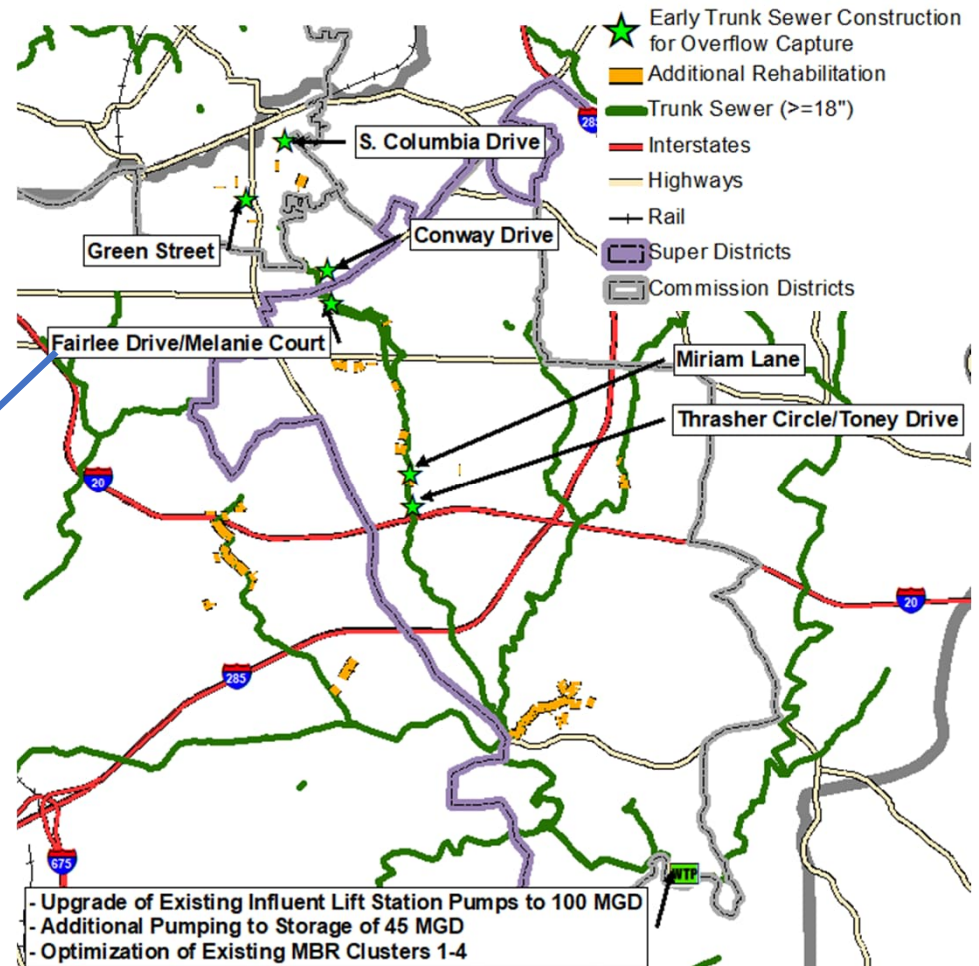 Early Trunk Sewer Construction
for Overflow Capture
Additional Rehabilitation
Trunk Sewer (>=18")
Interstates
Highways
Rail
Super Districts
Commission Districts
S. Columbia Drive
Green Street
Conway Drive
Fairlee Drive/Melanie Court
Miriam Lane
Thrasher Circle/Toney Drive
20
20
285
675
- Upgrade of Existing Influent Lift Station Pumps to 100 MGD
- Additional Pumping to Storage of 45 MGD
- Optimization of Existing MBR Clusters 1-4